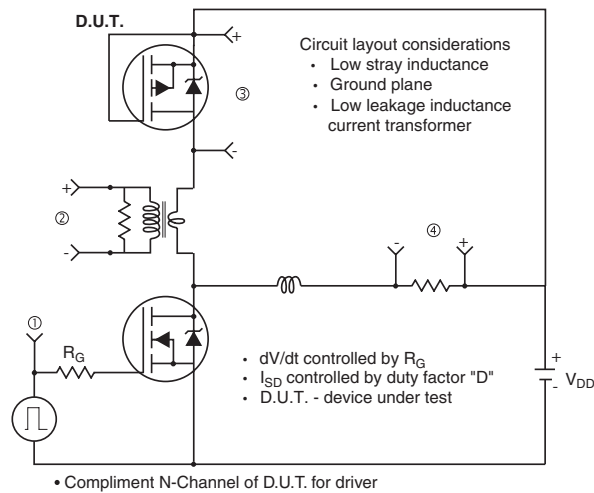 D.U.T.
+
Circuit layout considerations
• Low stray inductance
• Ground plane
• Low leakage inductance
current transformer
③
-
+
②
-
④
-
+
①
R_G
• dV/dt controlled by R_G
• I_SD controlled by duty factor "D"
• D.U.T. - device under test
+
-
V_DD
• Compliment N-Channel of D.U.T. for driver